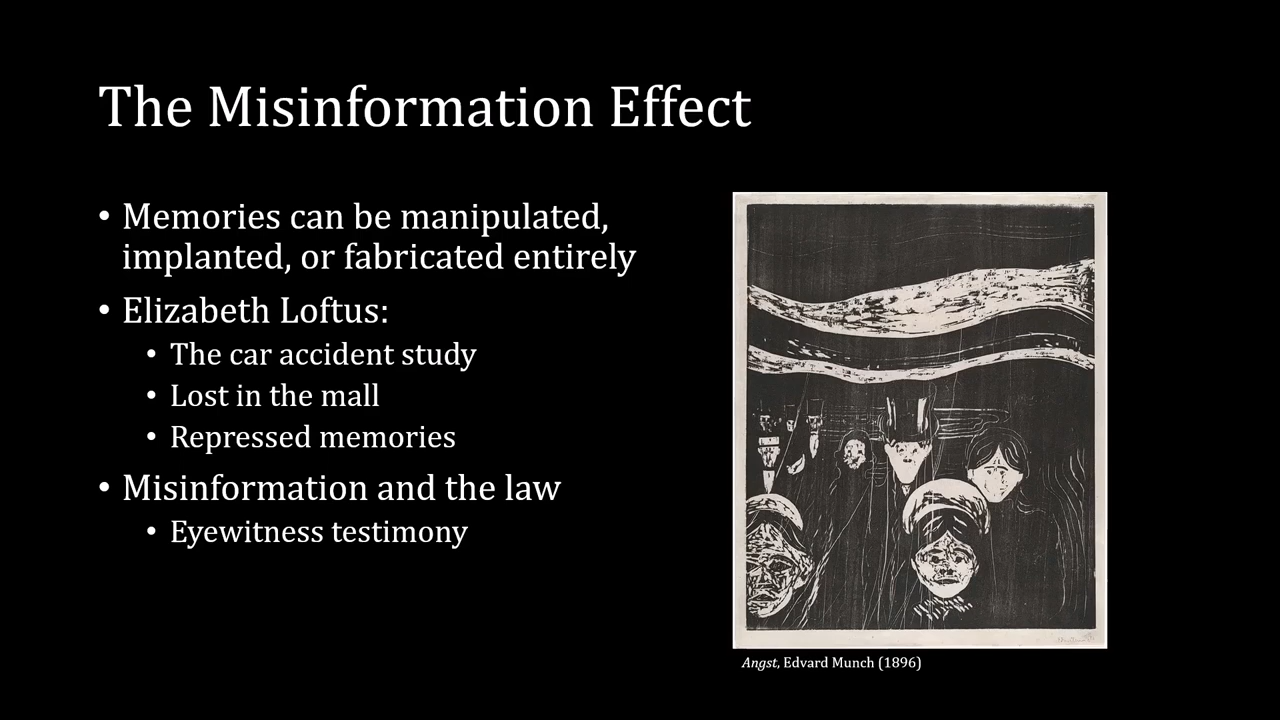 The Misinformation Effect
• Memories can be manipulated,
implanted, or fabricated entirely
• Elizabeth Loftus:
• The car accident study
• Lost in the mall
• Repressed memories
• Misinformation and the law
• Eyewitness testimony
Angst, Edvard Munch (1896)